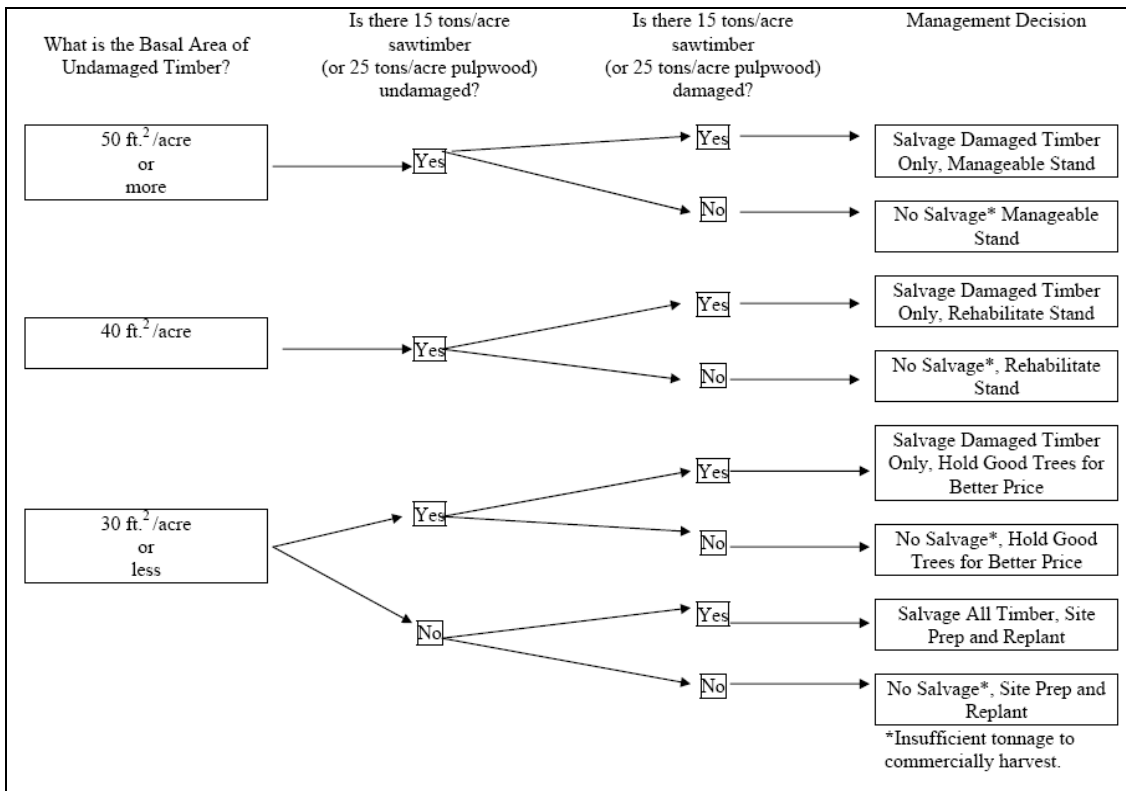 What is the Basal Area of
Undamaged Timber?
Is there 15 tons/acre
sawtimber
(or 25 tons/acre pulpwood)
undamaged?
Is there 15 tons/acre
sawtimber
(or 25 tons/acre pulpwood)
damaged?
Management Decision
50 ft.² /acre
or
more
Yes
Yes
Salvage Damaged Timber
Only, Manageable Stand
No
No Salvage* Manageable
Stand
40 ft.² /acre
Yes
Yes
Salvage Damaged Timber
Only, Rehabilitate Stand
No
No Salvage*, Rehabilitate
Stand
30 ft.² /acre
or
less
Yes
Yes
Salvage Damaged Timber
Only, Hold Good Trees for
Better Price
No
No Salvage*, Hold Good
Trees for Better Price
No
Yes
Salvage All Timber, Site
Prep and Replant
No
No Salvage*, Site Prep and
Replant
*Insufficient tonnage to
commercially harvest.